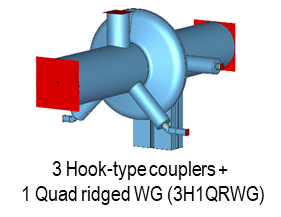 3 Hook-type couplers +
1 Quad ridged WG (3H1QRWG)